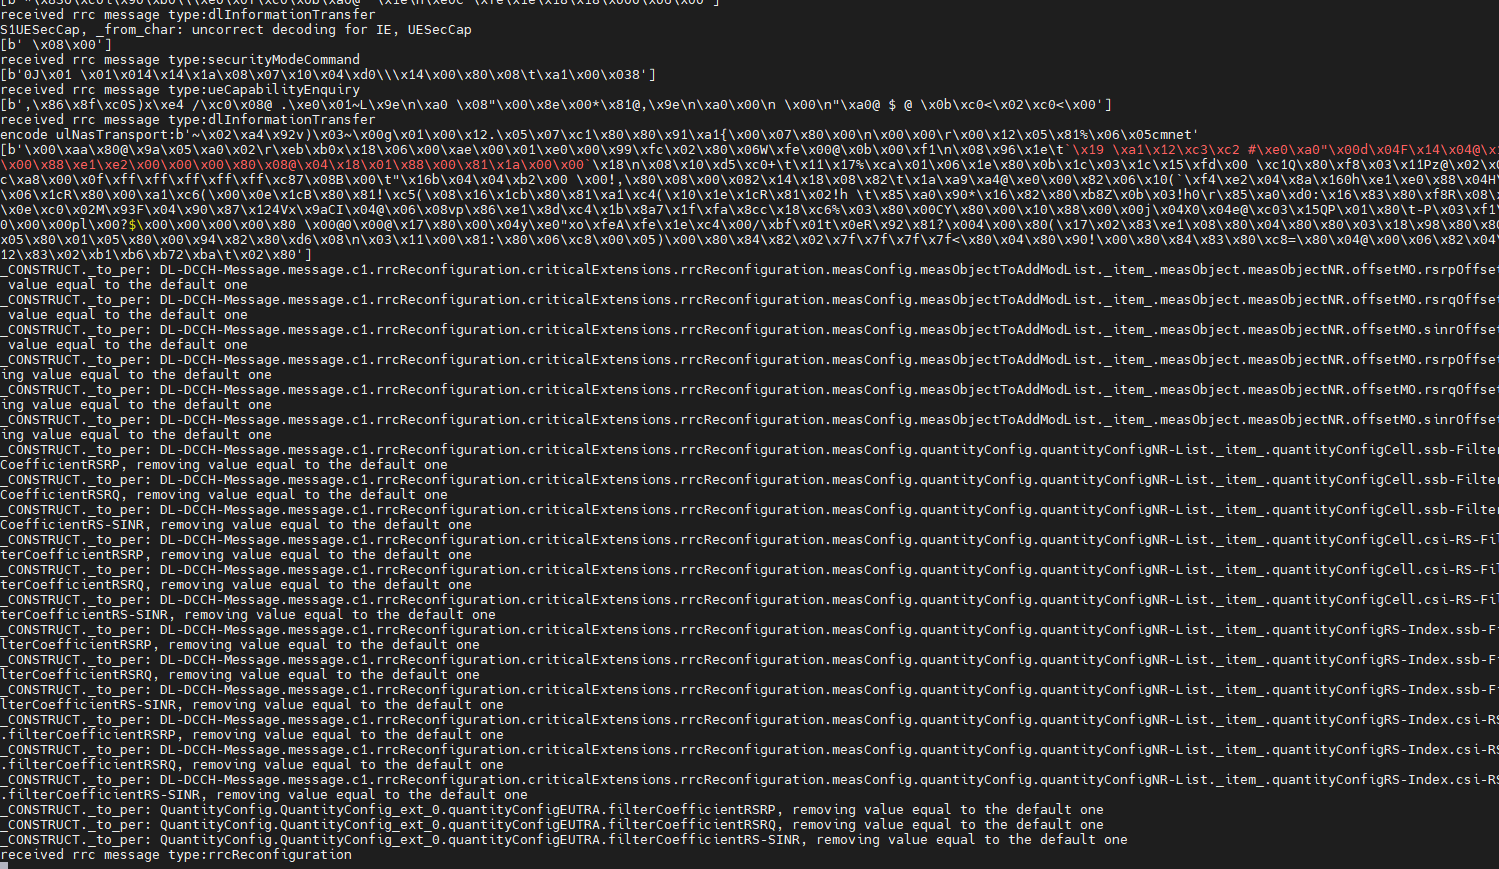 received rrc message type:dlInformationTransfer
S1UESecCap, _from_char: uncorrect decoding for IE, UESecCap
[b' \x08\x00']
received rrc message type:securityModeCommand
[b'0J\x01 \x01\x014\x14\x1a\x08\x07\x10\x04\xd0\\\x14\x00\x80\x08\t\xa1\x00\x038']
received rrc message type:ueCapabilityEnquiry
[b',\x86\x8f\xc0S)x\xe4 /\xc0\x08@ .\xe0\x01~L\x9e\n\xa0 \x08"\x00\x8e\x00*\x81@,\x9e\n\xa0\x00\n \x00\n"\xa0@ $ @ \x0b\xc0<\x02\xc0<\x00']
received rrc message type:dlInformationTransfer
encode ulNasTransport:b'~\x02\xa4\x92v)\x03~\x00g\x01\x00\x12.\x05\x07\xc1\x80\x80\x91\xa1{\x00\x07\x80\x00\n\x00\x00\r\x00\x12\x05\x81%\x06\x05cmnet'
[b'\x00\xaa\x80@\x9a\x05\xa0\x02\r\xeb\xb0x\x18\x06\x00\xae\x00\x01\xe0\x00\x99\xfc\x02\x80\x06W\xfe\x00@\x0b\x00\xf1\n\x08\x96\x1e\t`\x19 \xa1\x12\xc3\xc2 #\xe0\xa0"\x00d\x04F\x14\x04@\x
\x00\x88\xe1\xe2\x00\x00\x00\x80\x08@\x04\x18\x01\x88\x00\x81\x1a\x00\x00`\x18\n\x08\x10\xd5\xc0+\t\x11\x17%\xca\x01\x06\x1e\x80\x0b\x1c\x03\x1c\x15\xfd\x00 \xc1Q\x80\xf8\x03\x11Pz@\x02\x0
c\xa8\x00\x0f\xff\xff\xff\xff\xff\xc87\x08B\x00\t"\x16b\x04\x04\xb2\x00 \x00!,\x80\x08\x00\x082\x14\x18\x08\x82\t\x1a\xa9\xa4@\xe0\x00\x82\x06\x10(`\xf4\xe2\x04\x8a\x160h\xe1\xe0\x88\x04H\
\x06\x1cR\x80\x00\xa1\xc6(\x00\x0e\x1cB\x80\x81!\xc5(\x08\x16\x1cb\x80\x81\xa1\xc4(\x10\x1e\x1cR\x81\x02!h \t\x85\xa0\x90*\x16\x82\x80\xb8Z\x0b\x03!h0\r\x85\xa0\xd0:\x16\x83\x80\xf8R\x08\x
\x0e\xc0\x02M\x93F\x04\x90\x87\x124Vx\x9aCI\x04@\x06\x08vp\x86\xe1\x8d\xc4\x1b\x8a7\x1f\xfa\x8cc\x18\xc6%\x03\x80\x00CY\x80\x00\x10\x88\x00\x00j\x04X0\x04e@\xc03\x15QP\x01\x80\t-P\x03\xf1\
0\x00\x00pl\x00?$\x00\x00\x00\x00\x80 \x00@0\x00@\x17\x80\x00\x04y\xe0"xo\xfeA\xfe\x1e\xc4\x00/\xbf\x01t\x0eR\x92\x81?\x004\x00\x80(\x17\x02\x83\xe1\x08\x80\x04\x80\x80\x03\x18\x98\x80\x80
x05\x80\x01\x05\x80\x00\x94\x82\x80\xd6\x08\n\x03\x11\x00\x81:\x80\x06\xc8\x00\x05)\x00\x80\x84\x82\x02\x7f\x7f\x7f\x7f<\x80\x04\x80\x90!\x00\x80\x84\x83\x80\xc8=\x80\x04@\x00\x06\x82\x04\
12\x83\x02\xb1\xb6\xb72\xba\t\x02\x80']
_CONSTRUCT._to_per: DL-DCCH-Message.message.c1.rrcReconfiguration.criticalExtensions.rrcReconfiguration.measConfig.measObjectToAddModList._item_.measObject.measObjectNR.offsetMO.rsrpOffset
 value equal to the default one
_CONSTRUCT._to_per: DL-DCCH-Message.message.c1.rrcReconfiguration.criticalExtensions.rrcReconfiguration.measConfig.measObjectToAddModList._item_.measObject.measObjectNR.offsetMO.rsrqOffset
 value equal to the default one
_CONSTRUCT._to_per: DL-DCCH-Message.message.c1.rrcReconfiguration.criticalExtensions.rrcReconfiguration.measConfig.measObjectToAddModList._item_.measObject.measObjectNR.offsetMO.sinrOffset
 value equal to the default one
_CONSTRUCT._to_per: DL-DCCH-Message.message.c1.rrcReconfiguration.criticalExtensions.rrcReconfiguration.measConfig.measObjectToAddModList._item_.measObject.measObjectNR.offsetMO.rsrpOffset
ing value equal to the default one
_CONSTRUCT._to_per: DL-DCCH-Message.message.c1.rrcReconfiguration.criticalExtensions.rrcReconfiguration.measConfig.measObjectToAddModList._item_.measObject.measObjectNR.offsetMO.rsrqOffset
ing value equal to the default one
_CONSTRUCT._to_per: DL-DCCH-Message.message.c1.rrcReconfiguration.criticalExtensions.rrcReconfiguration.measConfig.measObjectToAddModList._item_.measObject.measObjectNR.offsetMO.sinrOffset
ing value equal to the default one
_CONSTRUCT._to_per: DL-DCCH-Message.message.c1.rrcReconfiguration.criticalExtensions.rrcReconfiguration.measConfig.quantityConfig.quantityConfigNR-List._item_.quantityConfigCell.ssb-Filter
CoefficientRSRP, removing value equal to the default one
_CONSTRUCT._to_per: DL-DCCH-Message.message.c1.rrcReconfiguration.criticalExtensions.rrcReconfiguration.measConfig.quantityConfig.quantityConfigNR-List._item_.quantityConfigCell.ssb-Filter
CoefficientRSRQ, removing value equal to the default one
_CONSTRUCT._to_per: DL-DCCH-Message.message.c1.rrcReconfiguration.criticalExtensions.rrcReconfiguration.measConfig.quantityConfig.quantityConfigNR-List._item_.quantityConfigCell.ssb-Filter
CoefficientRS-SINR, removing value equal to the default one
_CONSTRUCT._to_per: DL-DCCH-Message.message.c1.rrcReconfiguration.criticalExtensions.rrcReconfiguration.measConfig.quantityConfig.quantityConfigNR-List._item_.quantityConfigCell.csi-RS-Fil
terCoefficientRSRP, removing value equal to the default one
_CONSTRUCT._to_per: DL-DCCH-Message.message.c1.rrcReconfiguration.criticalExtensions.rrcReconfiguration.measConfig.quantityConfig.quantityConfigNR-List._item_.quantityConfigCell.csi-RS-Fil
terCoefficientRSRQ, removing value equal to the default one
_CONSTRUCT._to_per: DL-DCCH-Message.message.c1.rrcReconfiguration.criticalExtensions.rrcReconfiguration.measConfig.quantityConfig.quantityConfigNR-List._item_.quantityConfigCell.csi-RS-Fil
terCoefficientRS-SINR, removing value equal to the default one
_CONSTRUCT._to_per: DL-DCCH-Message.message.c1.rrcReconfiguration.criticalExtensions.rrcReconfiguration.measConfig.quantityConfig.quantityConfigNR-List._item_.quantityConfigRS-Index.ssb-Fi
lterCoefficientRSRP, removing value equal to the default one
_CONSTRUCT._to_per: DL-DCCH-Message.message.c1.rrcReconfiguration.criticalExtensions.rrcReconfiguration.measConfig.quantityConfig.quantityConfigNR-List._item_.quantityConfigRS-Index.ssb-Fi
lterCoefficientRSRQ, removing value equal to the default one
_CONSTRUCT._to_per: DL-DCCH-Message.message.c1.rrcReconfiguration.criticalExtensions.rrcReconfiguration.measConfig.quantityConfig.quantityConfigNR-List._item_.quantityConfigRS-Index.ssb-Fi
lterCoefficientRS-SINR, removing value equal to the default one
_CONSTRUCT._to_per: DL-DCCH-Message.message.c1.rrcReconfiguration.criticalExtensions.rrcReconfiguration.measConfig.quantityConfig.quantityConfigNR-List._item_.quantityConfigRS-Index.csi-RS
.filterCoefficientRSRP, removing value equal to the default one
_CONSTRUCT._to_per: DL-DCCH-Message.message.c1.rrcReconfiguration.criticalExtensions.rrcReconfiguration.measConfig.quantityConfig.quantityConfigNR-List._item_.quantityConfigRS-Index.csi-RS
.filterCoefficientRSRQ, removing value equal to the default one
_CONSTRUCT._to_per: DL-DCCH-Message.message.c1.rrcReconfiguration.criticalExtensions.rrcReconfiguration.measConfig.quantityConfig.quantityConfigNR-List._item_.quantityConfigRS-Index.csi-RS
.filterCoefficientRS-SINR, removing value equal to the default one
_CONSTRUCT._to_per: QuantityConfig.QuantityConfig_ext_0.quantityConfigEUTRA.filterCoefficientRSRP, removing value equal to the default one
_CONSTRUCT._to_per: QuantityConfig.QuantityConfig_ext_0.quantityConfigEUTRA.filterCoefficientRSRQ, removing value equal to the default one
_CONSTRUCT._to_per: QuantityConfig.QuantityConfig_ext_0.quantityConfigEUTRA.filterCoefficientRS-SINR, removing value equal to the default one
received rrc message type:rrcReconfiguration